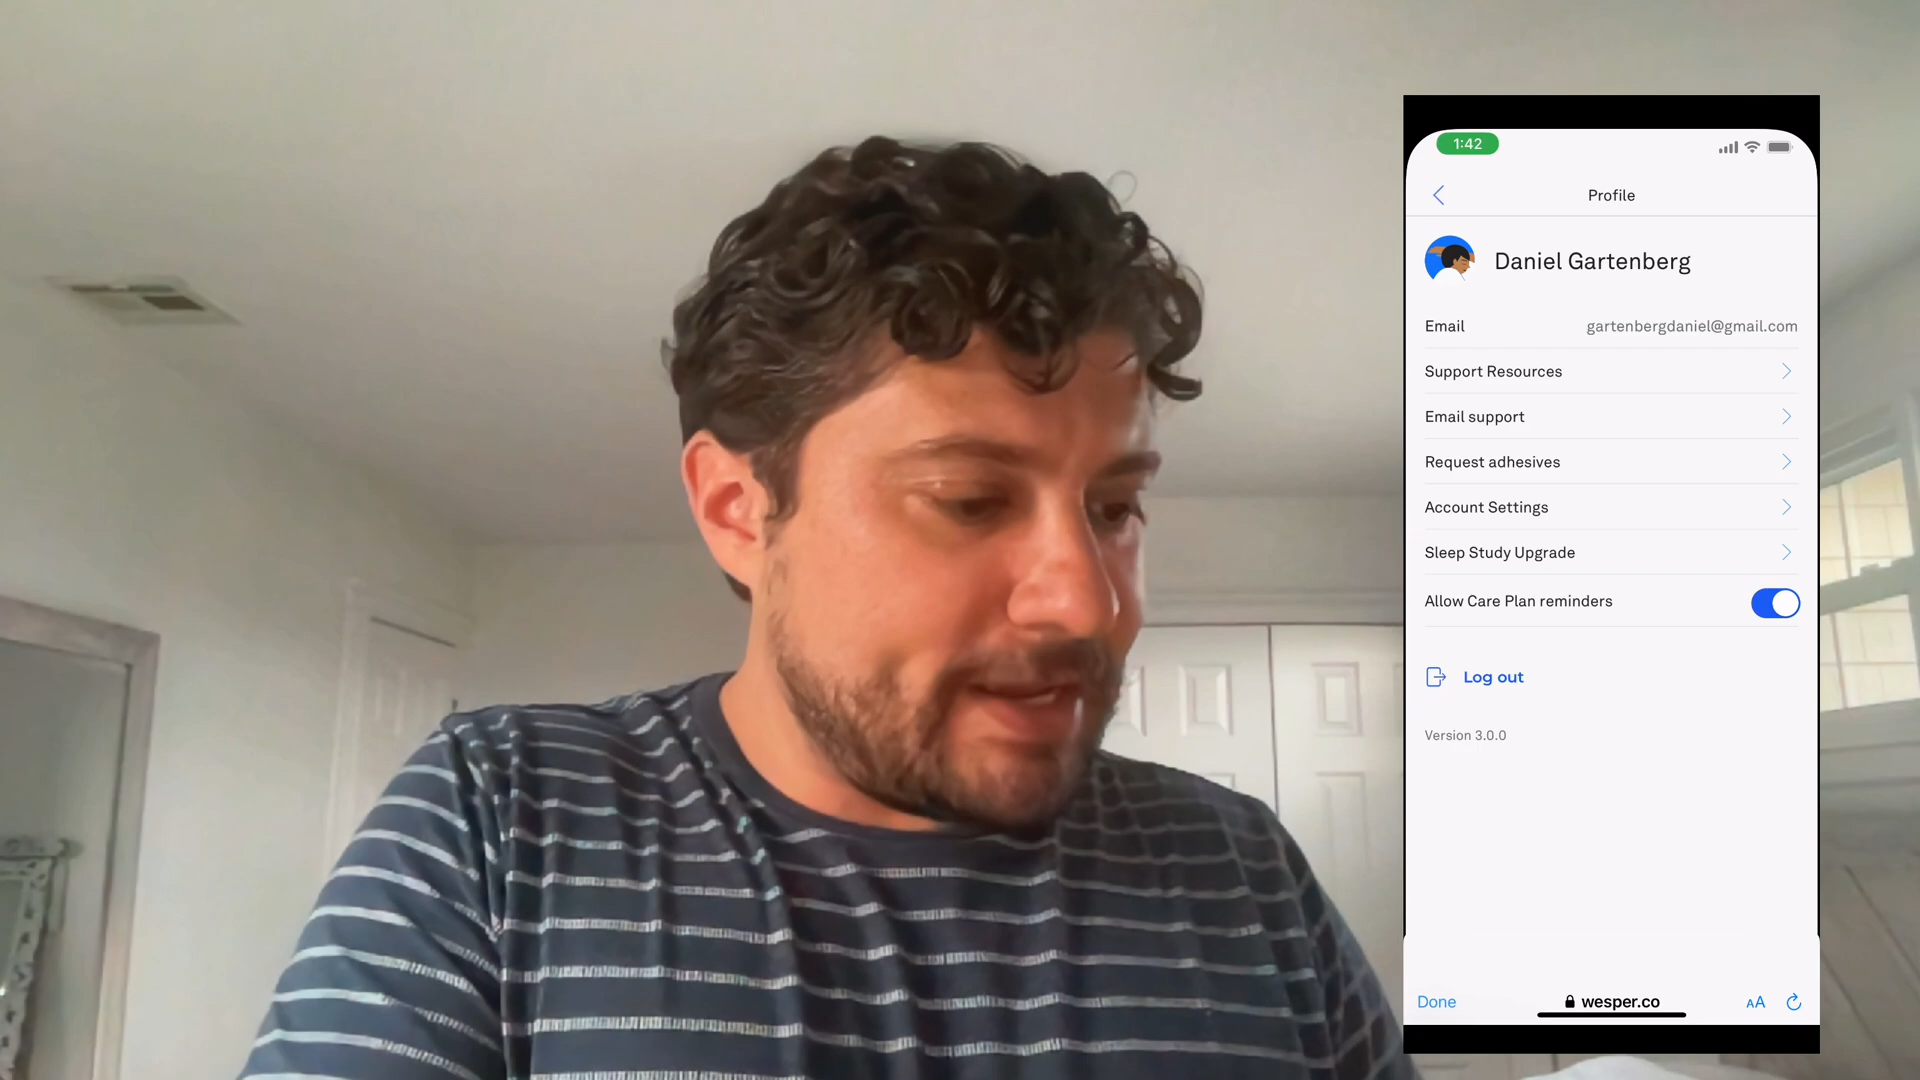 1:42
Profile
Daniel Gartenberg
Email gartenbergdaniel@gmail.com
Support Resources
Email support
Request adhesives
Account Settings
Sleep Study Upgrade
Allow Care Plan reminders
Log out
Version 3.0.0
Done wesper.co AA